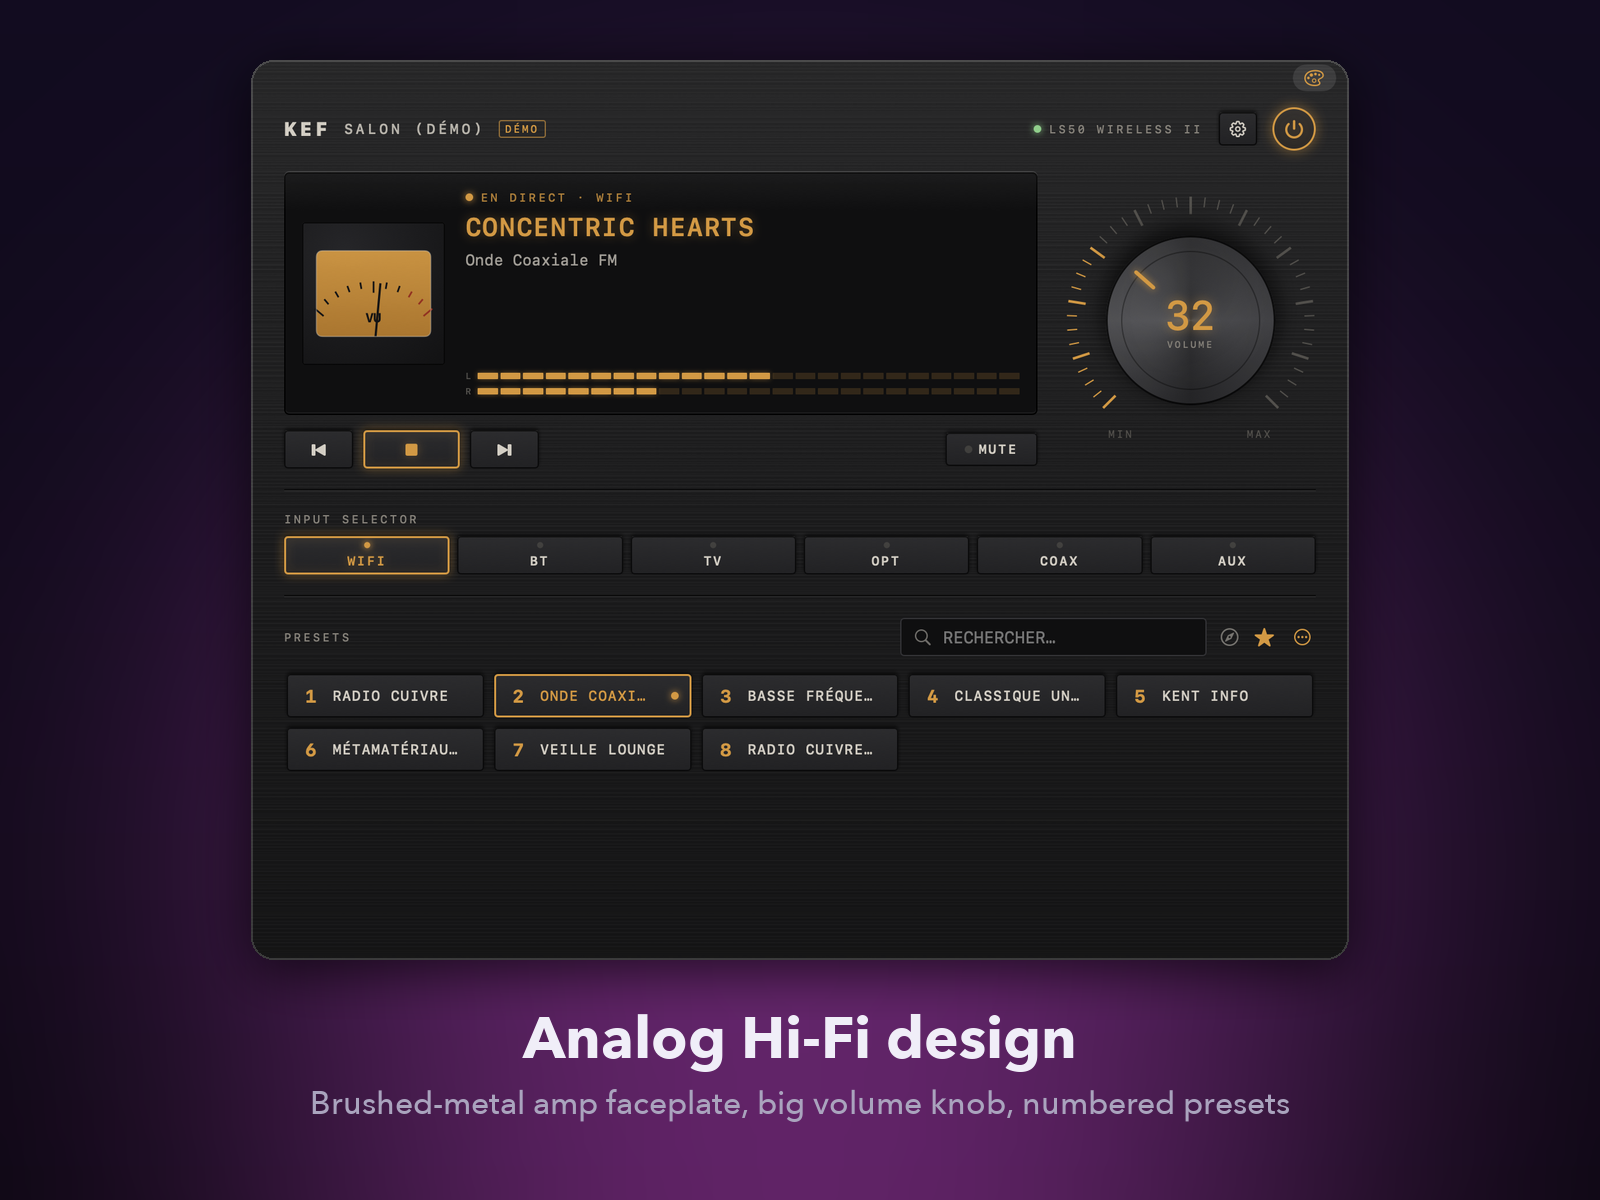 KEF SALON (DÉMO) DÉMO
LS50 WIRELESS II
EN DIRECT · WIFI
CONCENTRIC HEARTS
Onde Coaxiale FM
VU
L
R
32
VOLUME
MIN MAX
MUTE
INPUT SELECTOR
WIFI BT TV OPT COAX AUX
PRESETS
RECHERCHER…
1 RADIO CUIVRE 2 ONDE COAXI… 3 BASSE FRÉQUE… 4 CLASSIQUE UN… 5 KENT INFO
6 MÉTAMATÉRIAU… 7 VEILLE LOUNGE 8 RADIO CUIVRE…
Analog Hi-Fi design
Brushed-metal amp faceplate, big volume knob, numbered presets